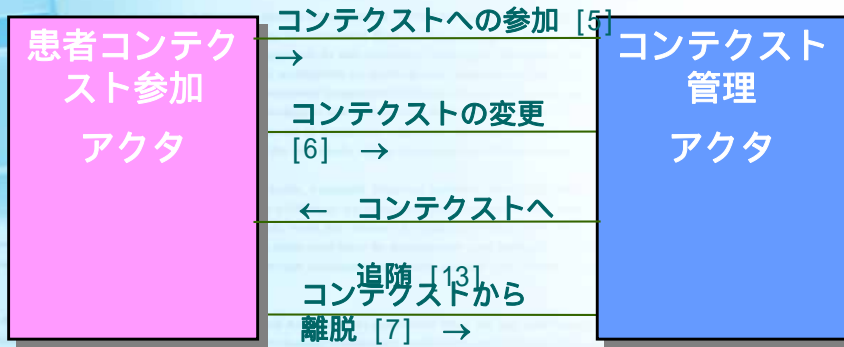 患者コンテク
スト参加
アクタ
コンテクストへの参加 [5]
→
コンテクストの変更
[6] →
← コンテクストへ
追随 [13]
コンテクストから
離脱 [7] →
コンテクスト
管理
アクタ